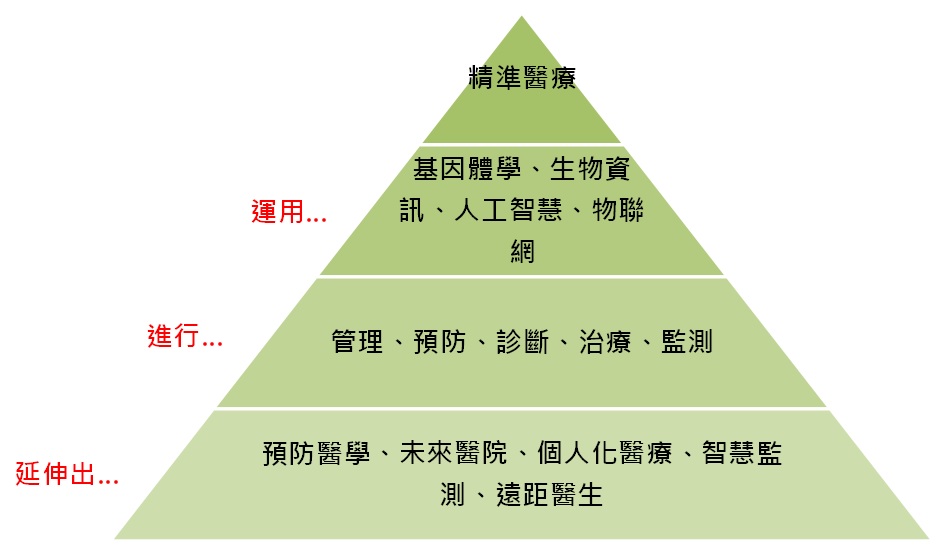 精準醫療
運用...
基因體學、生物資
訊、人工智慧、物聯
網
進行...
管理、預防、診斷、治療、監測
延伸出...
預防醫學、未來醫院、個人化醫療、智慧監
測、遠距醫生